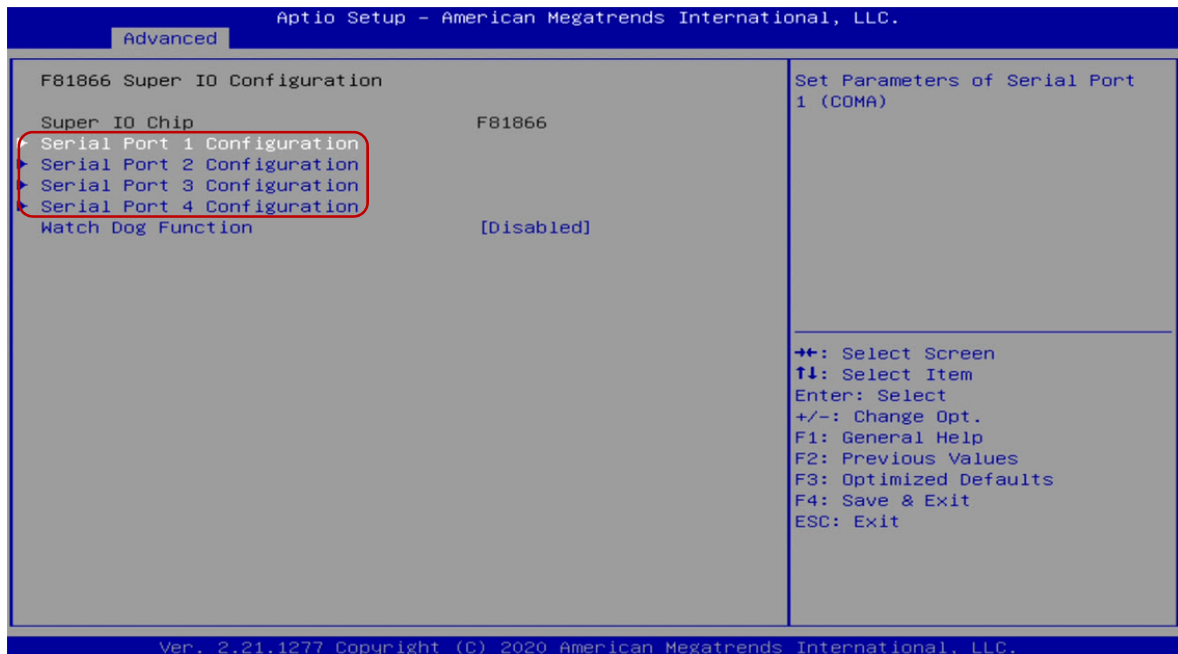 Aptio Setup – American Megatrends International, LLC.
Advanced
F81866 Super IO Configuration
Super IO Chip F81866
▶ Serial Port 1 Configuration
▶ Serial Port 2 Configuration
▶ Serial Port 3 Configuration
▶ Serial Port 4 Configuration
Watch Dog Function [Disabled]
Set Parameters of Serial Port
1 (COMA)
→←: Select Screen
↑↓: Select Item
Enter: Select
+/-: Change Opt.
F1: General Help
F2: Previous Values
F3: Optimized Defaults
F4: Save & Exit
ESC: Exit
Ver. 2.21.1277 Copyright (C) 2020 American Megatrends International, LLC.